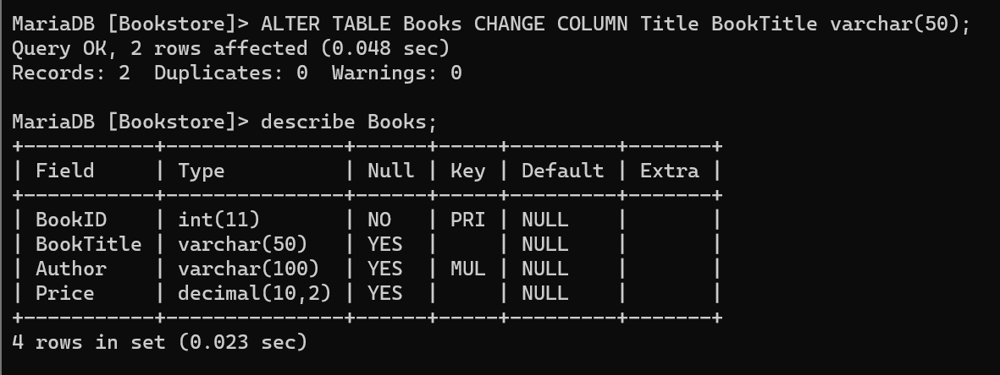 MariaDB [Bookstore]> ALTER TABLE Books CHANGE COLUMN Title BookTitle varchar(50);
Query OK, 2 rows affected (0.048 sec)
Records: 2  Duplicates: 0  Warnings: 0

MariaDB [Bookstore]> describe Books;
+-----------+---------------+------+-----+---------+-------+
| Field     | Type          | Null | Key | Default | Extra |
+-----------+---------------+------+-----+---------+-------+
| BookID    | int(11)       | NO   | PRI | NULL    |       |
| BookTitle | varchar(50)   | YES  |     | NULL    |       |
| Author    | varchar(100)  | YES  | MUL | NULL    |       |
| Price     | decimal(10,2) | YES  |     | NULL    |       |
+-----------+---------------+------+-----+---------+-------+
4 rows in set (0.023 sec)